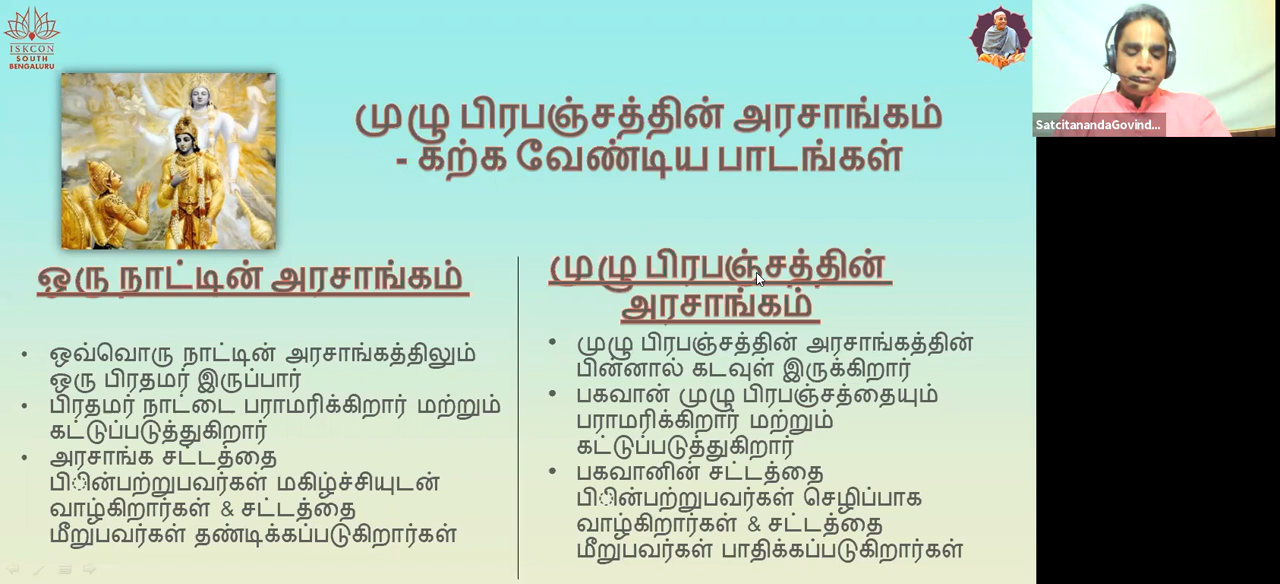 ISKCON
SOUTH
BENGALURU
SatcitanandaGovind...
முழு பிரபஞ்சத்தின் அரசாங்கம்
- கற்க வேண்டிய பாடங்கள்
ஒரு நாட்டின் அரசாங்கம்
• ஒவ்வொரு நாட்டின் அரசாங்கத்திலும்
ஒரு பிரதமர் இருப்பார்
• பிரதமர் நாட்டை பராமரிக்கிறார் மற்றும்
கட்டுப்படுத்துகிறார்
• அரசாங்க சட்டத்தை
பிின்பற்றுபவர்கள் மகிழ்ச்சியுடன்
வாழ்கிறார்கள் & சட்டத்தை
மீறுபவர்கள் தண்டிக்கப்படுகிறார்கள்
முழு பிரபஞ்சத்தின்
அரசாங்கம்
• முழு பிரபஞ்சத்தின் அரசாங்கத்தின்
பின்னால் கடவுள் இருக்கிறார்
• பகவான் முழு பிரபஞ்சத்தையும்
பராமரிக்கிறார் மற்றும்
கட்டுப்படுத்துகிறார்
• பகவானின் சட்டத்தை
பிின்பற்றுபவர்கள் செழிப்பாக
வாழ்கிறார்கள் & சட்டத்தை
மீறுபவர்கள் பாதிக்கப்படுகிறார்கள்